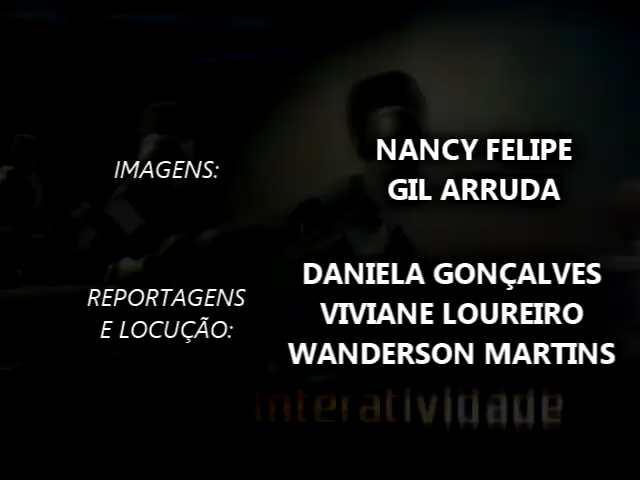 IMAGENS:
NANCY FELIPE
GIL ARRUDA
REPORTAGENS
E LOCUÇÃO:
DANIELA GONÇALVES
VIVIANE LOUREIRO
WANDERSON MARTINS
interatividade